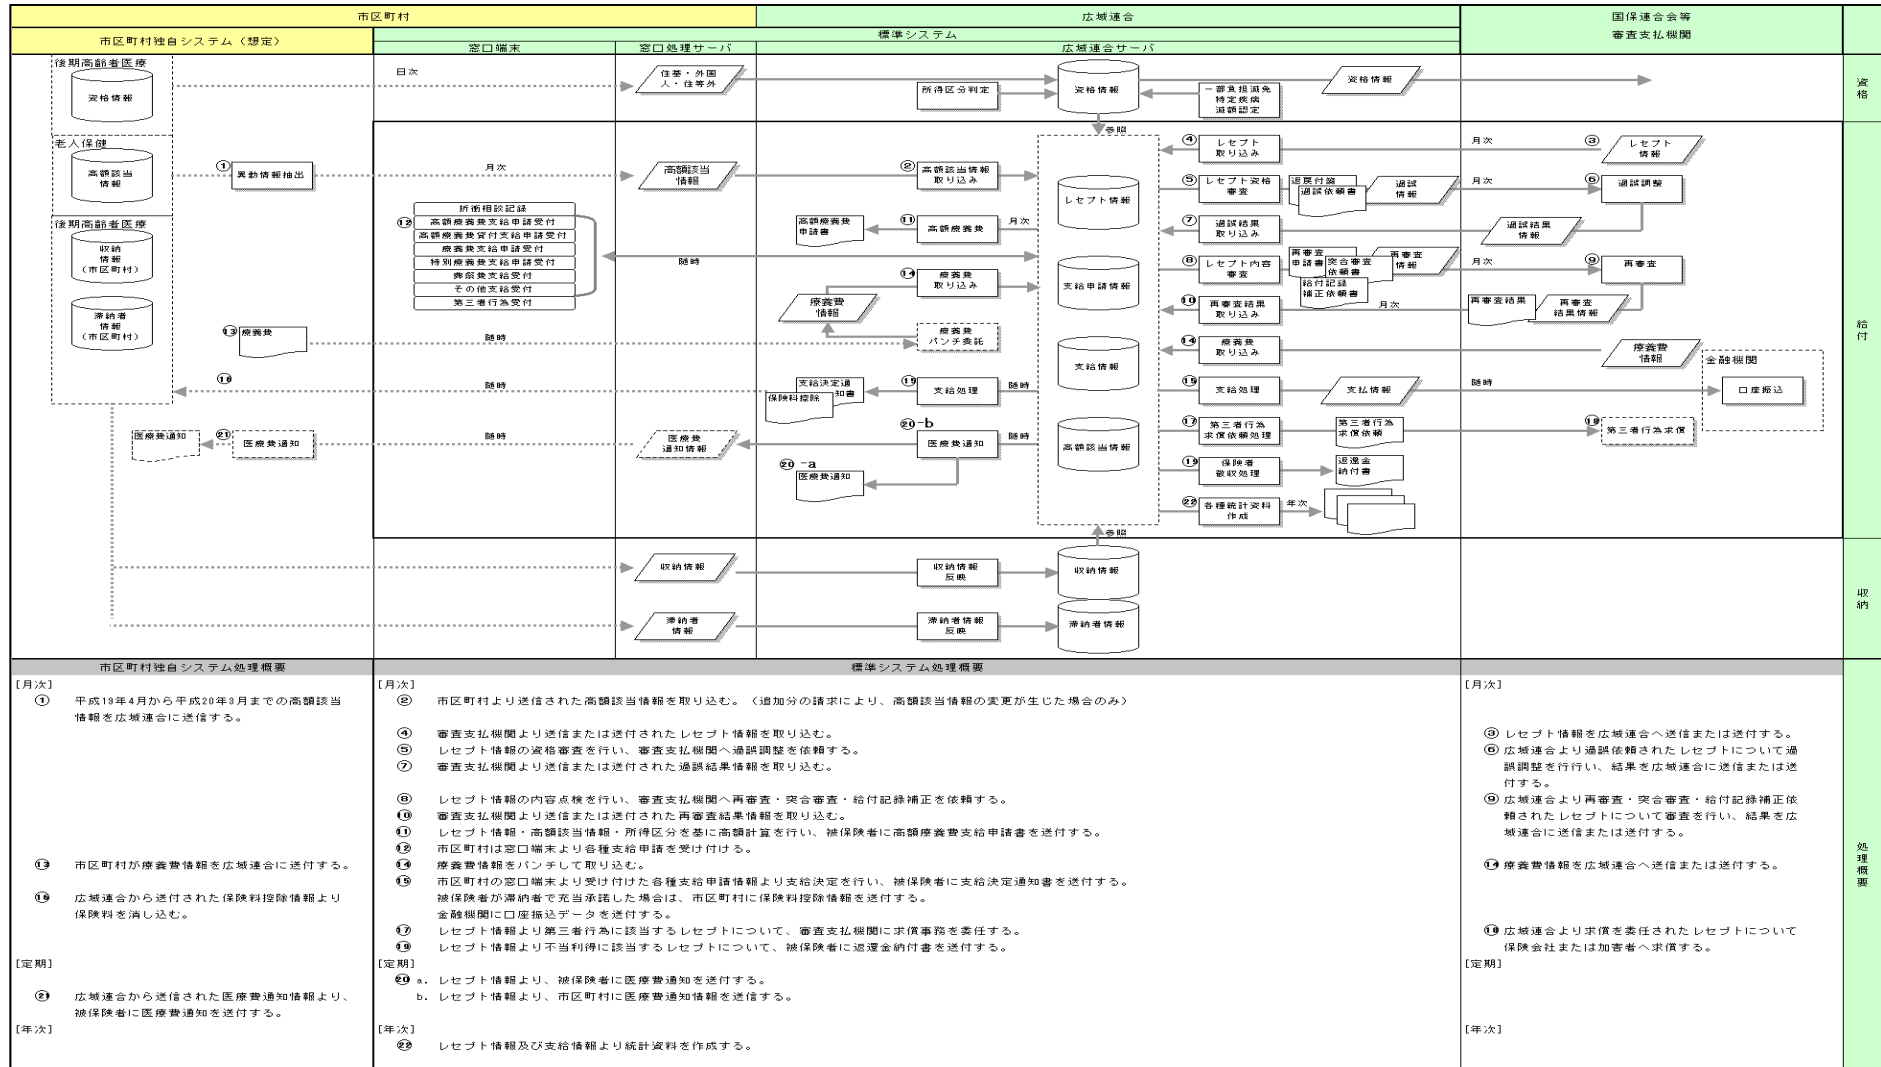 市区町村
広域連合
国保連合会等
審査支払機関
市区町村独自システム（想定）
標準システム
窓口端末
窓口処理サーバ
広域連合サーバ
後期高齢者医療
資格情報
日次
住基・外国
人・住等外
所得区分判定
資格情報
一部負担減免
特定疾病
減額認定
資格情報
資格
参照
老人保健
高額該当
情報
① 異動情報抽出
月次
高額該当
情報
② 高額該当情報
取り込み
レセプト情報
④ レセプト
取り込み
月次
③ レセプト
情報
⑤ レセプト資格
審査
返戻付箋
過誤依頼書
過誤
情報
月次
⑥ 過誤調整
⑦ 過誤結果
取り込み
過誤結果
情報
後期高齢者医療
収納
情報
（市区町村）
滞納者
情報
（市区町村）
⑫
折衝相談記録
高額療養費支給申請受付
高額療養費貸付支給申請受付
療養費支給申請受付
特別療養費支給申請受付
葬祭費支給受付
その他支給受付
第三者行為受付
高額療養費
申請書
⑪ 高額療養費
月次
随時
⑭ 療養費
取り込み
療養費
情報
支給申請情報
⑧ レセプト内容
審査
再審査
申請書
突合審査
依頼書
給付記録
補正依頼書
再審査
情報
月次
⑨ 再審査
⑩ 再審査結果
取り込み
月次
再審査結果
再審査
結果情報
給付
⑬ 療養費
随時
療養費
パンチ委託
支給情報
⑭ 療養費
取り込み
療養費
情報
金融機関
口座振込
⑯
随時
支給決定通
知書
保険料控除
⑮ 支給処理
随時
⑮ 支給処理
支払情報
随時
医療費通知
㉑ 医療費通知
随時
医療費
通知情報
⑳-b
医療費通知
随時
⑳-a
医療費通知
高額該当情報
⑰ 第三者行為
求償依頼処理
第三者行為
求償依頼
⑱ 第三者行為求償
⑲ 保険者
徴収処理
返還金
納付書
㉒ 各種統計資料
作成
年次
参照
収納情報
収納情報
反映
収納情報
収納
滞納者
情報
滞納者情報
反映
滞納者情報
市区町村独自システム処理概要
標準システム処理概要
処理概要
[月次]
① 平成19年4月から平成20年3月までの高額該当
情報を広域連合に送信する。
⑬ 市区町村が療養費情報を広域連合に送付する。
⑯ 広域連合から送付された保険料控除情報より
保険料を消し込む。
[定期]
㉑ 広域連合から送信された医療費通知情報より、
被保険者に医療費通知を送付する。
[年次]
[月次]
② 市区町村より送信された高額該当情報を取り込む。（追加分の請求により、高額該当情報の変更が生じた場合のみ）
④ 審査支払機関より送信または送付されたレセプト情報を取り込む。
⑤ レセプト情報の資格審査を行い、審査支払機関へ過誤調整を依頼する。
⑦ 審査支払機関より送信または送付された過誤結果情報を取り込む。
⑧ レセプト情報の内容点検を行い、審査支払機関へ再審査・突合審査・給付記録補正を依頼する。
⑩ 審査支払機関より送信または送付された再審査結果情報を取り込む。
⑪ レセプト情報・高額該当情報・所得区分を基に高額計算を行い、被保険者に高額療養費支給申請書を送付する。
⑫ 市区町村は窓口端末より各種支給申請を受け付ける。
⑭ 療養費情報をパンチして取り込む。
⑮ 市区町村の窓口端末より受け付けた各種支給申請情報より支給決定を行い、被保険者に支給決定通知書を送付する。
被保険者が滞納者で充当承諾した場合は、市区町村に保険料控除情報を送付する。
金融機関に口座振込データを送付する。
⑰ レセプト情報より第三者行為に該当するレセプトについて、審査支払機関に求償事務を委任する。
⑲ レセプト情報より不当利得に該当するレセプトについて、被保険者に返還金納付書を送付する。
[定期]
⑳ a. レセプト情報より、被保険者に医療費通知を送付する。
b. レセプト情報より、市区町村に医療費通知情報を送信する。
[年次]
㉒ レセプト情報及び支給情報より統計資料を作成する。
[月次]
③ レセプト情報を広域連合へ送信または送付する。
⑥ 広域連合より過誤依頼されたレセプトについて過
誤調整を行行い、結果を広域連合に送信または送
付する。
⑨ 広域連合より再審査・突合審査・給付記録補正依
頼されたレセプトについて審査を行い、結果を広
域連合に送信または送付する。
⑭ 療養費情報を広域連合へ送信または送付する。
⑱ 広域連合より求償を委任されたレセプトについて
保険会社または加害者へ求償する。
[定期]
[年次]